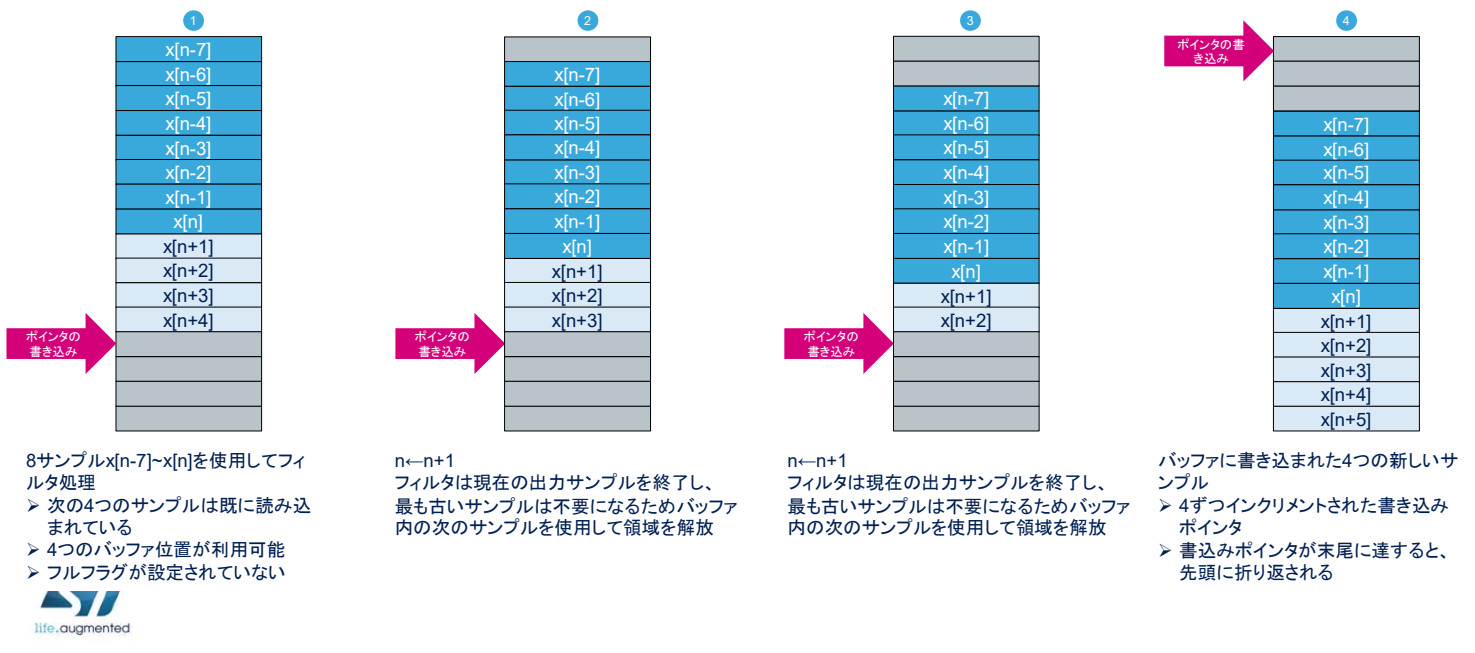 1
x[n-7]
x[n-6]
x[n-5]
x[n-4]
x[n-3]
x[n-2]
x[n-1]
x[n]
x[n+1]
x[n+2]
x[n+3]
x[n+4]
ポインタの
書き込み
8サンプルx[n-7]~x[n]を使用してフィ
ルタ処理
➢ 次の4つのサンプルは既に読み込
まれている
➢ 4つのバッファ位置が利用可能
➢ フルフラグが設定されていない
2
x[n-7]
x[n-6]
x[n-5]
x[n-4]
x[n-3]
x[n-2]
x[n-1]
x[n]
x[n+1]
x[n+2]
x[n+3]
ポインタの
書き込み
n←n+1
フィルタは現在の出力サンプルを終了し、
最も古いサンプルは不要になるためバッファ
内の次のサンプルを使用して領域を解放
3
x[n-7]
x[n-6]
x[n-5]
x[n-4]
x[n-3]
x[n-2]
x[n-1]
x[n]
x[n+1]
x[n+2]
ポインタの
書き込み
n←n+1
フィルタは現在の出力サンプルを終了し、
最も古いサンプルは不要になるためバッファ
内の次のサンプルを使用して領域を解放
4
ポインタの書
き込み
x[n-7]
x[n-6]
x[n-5]
x[n-4]
x[n-3]
x[n-2]
x[n-1]
x[n]
x[n+1]
x[n+2]
x[n+3]
x[n+4]
x[n+5]
バッファに書き込まれた4つの新しいサ
ンプル
➢ 4ずつインクリメントされた書き込み
ポインタ
➢ 書込みポインタが末尾に達すると、
先頭に折り返される
ST
life.augmented